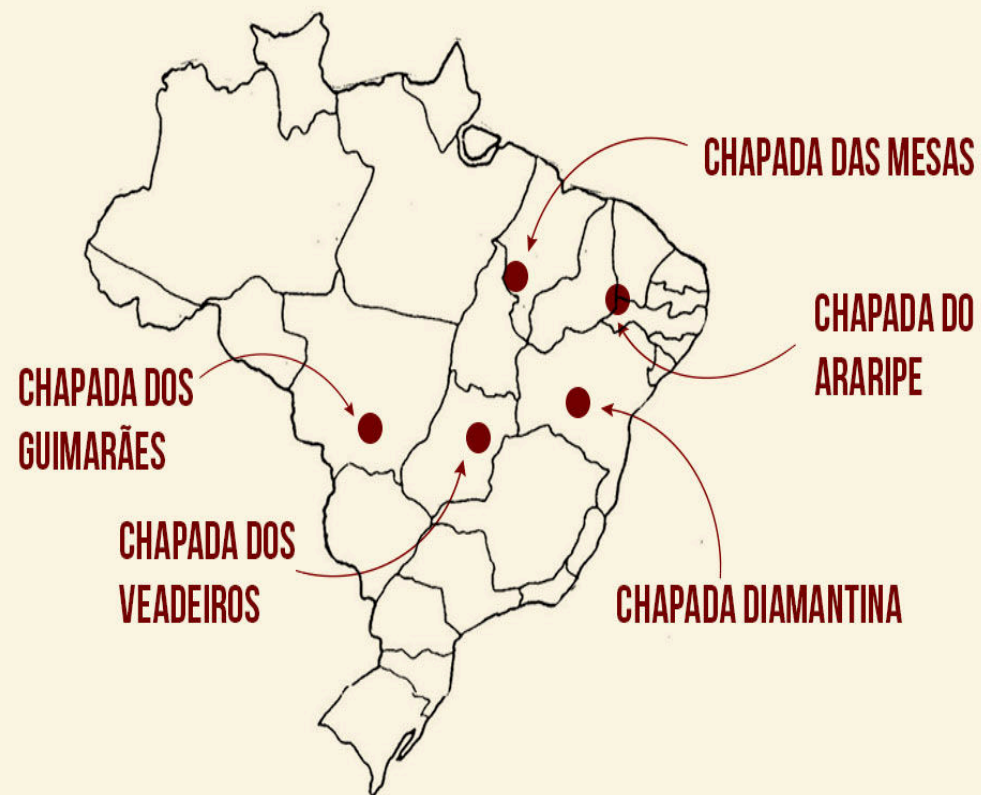 CHAPADA DAS MESAS
CHAPADA DO
ARARIPE
CHAPADA DOS
GUIMARÃES
CHAPADA DOS
VEADEIROS
CHAPADA DIAMANTINA